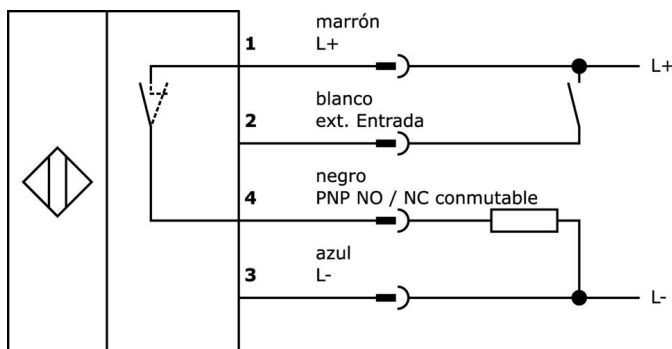 marrón
1 L+
L+
blanco
2 ext. Entrada
negro
4 PNP NO / NC conmutable
azul
3 L-
L-